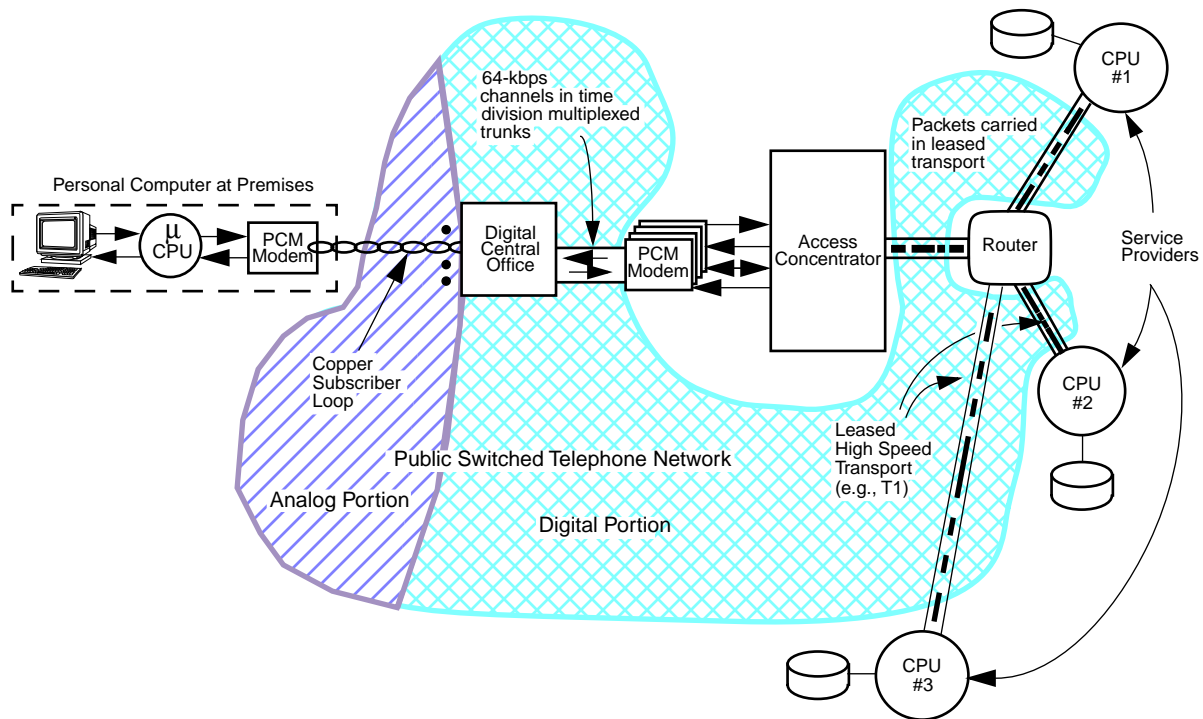 64-kbps
channels in time
division multiplexed
trunks
CPU
#1
Packets carried
in leased
transport
Personal Computer at Premises
μ
CPU
PCM
Modem
Digital
Central
Office
PCM
Modem
Access
Concentrator
Router
Service
Providers
Copper
Subscriber
Loop
CPU
#2
Leased
High Speed
Transport
(e.g., T1)
Public Switched Telephone Network
Analog Portion
Digital Portion
CPU
#3